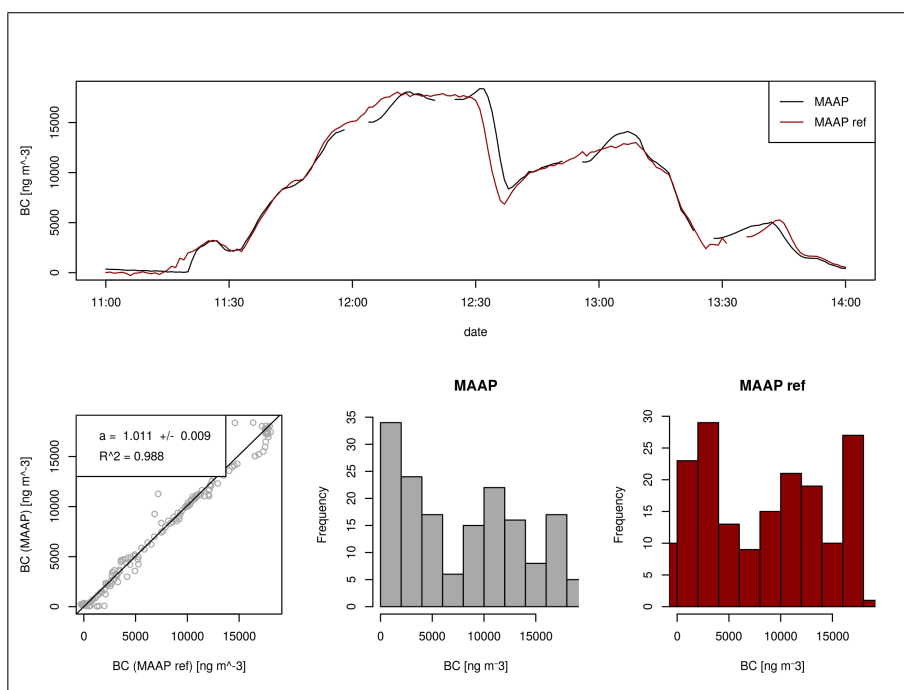 MAAP
MAAP ref
BC [ng m^-3]
0
5000
10000
15000
11:00 11:30 12:00 12:30 13:00 13:30 14:00
date
a = 1.011 +/- 0.009
R^2 = 0.988
BC (MAAP) [ng m^-3]
0
5000
10000
15000
0 5000 10000 15000
BC (MAAP ref) [ng m^-3]
MAAP
Frequency
0
5
10
15
20
25
30
35
0 5000 10000 15000
BC [ng m⁻³]
MAAP ref
Frequency
0
5
10
15
20
25
30
0 5000 10000 15000
BC [ng m⁻³]